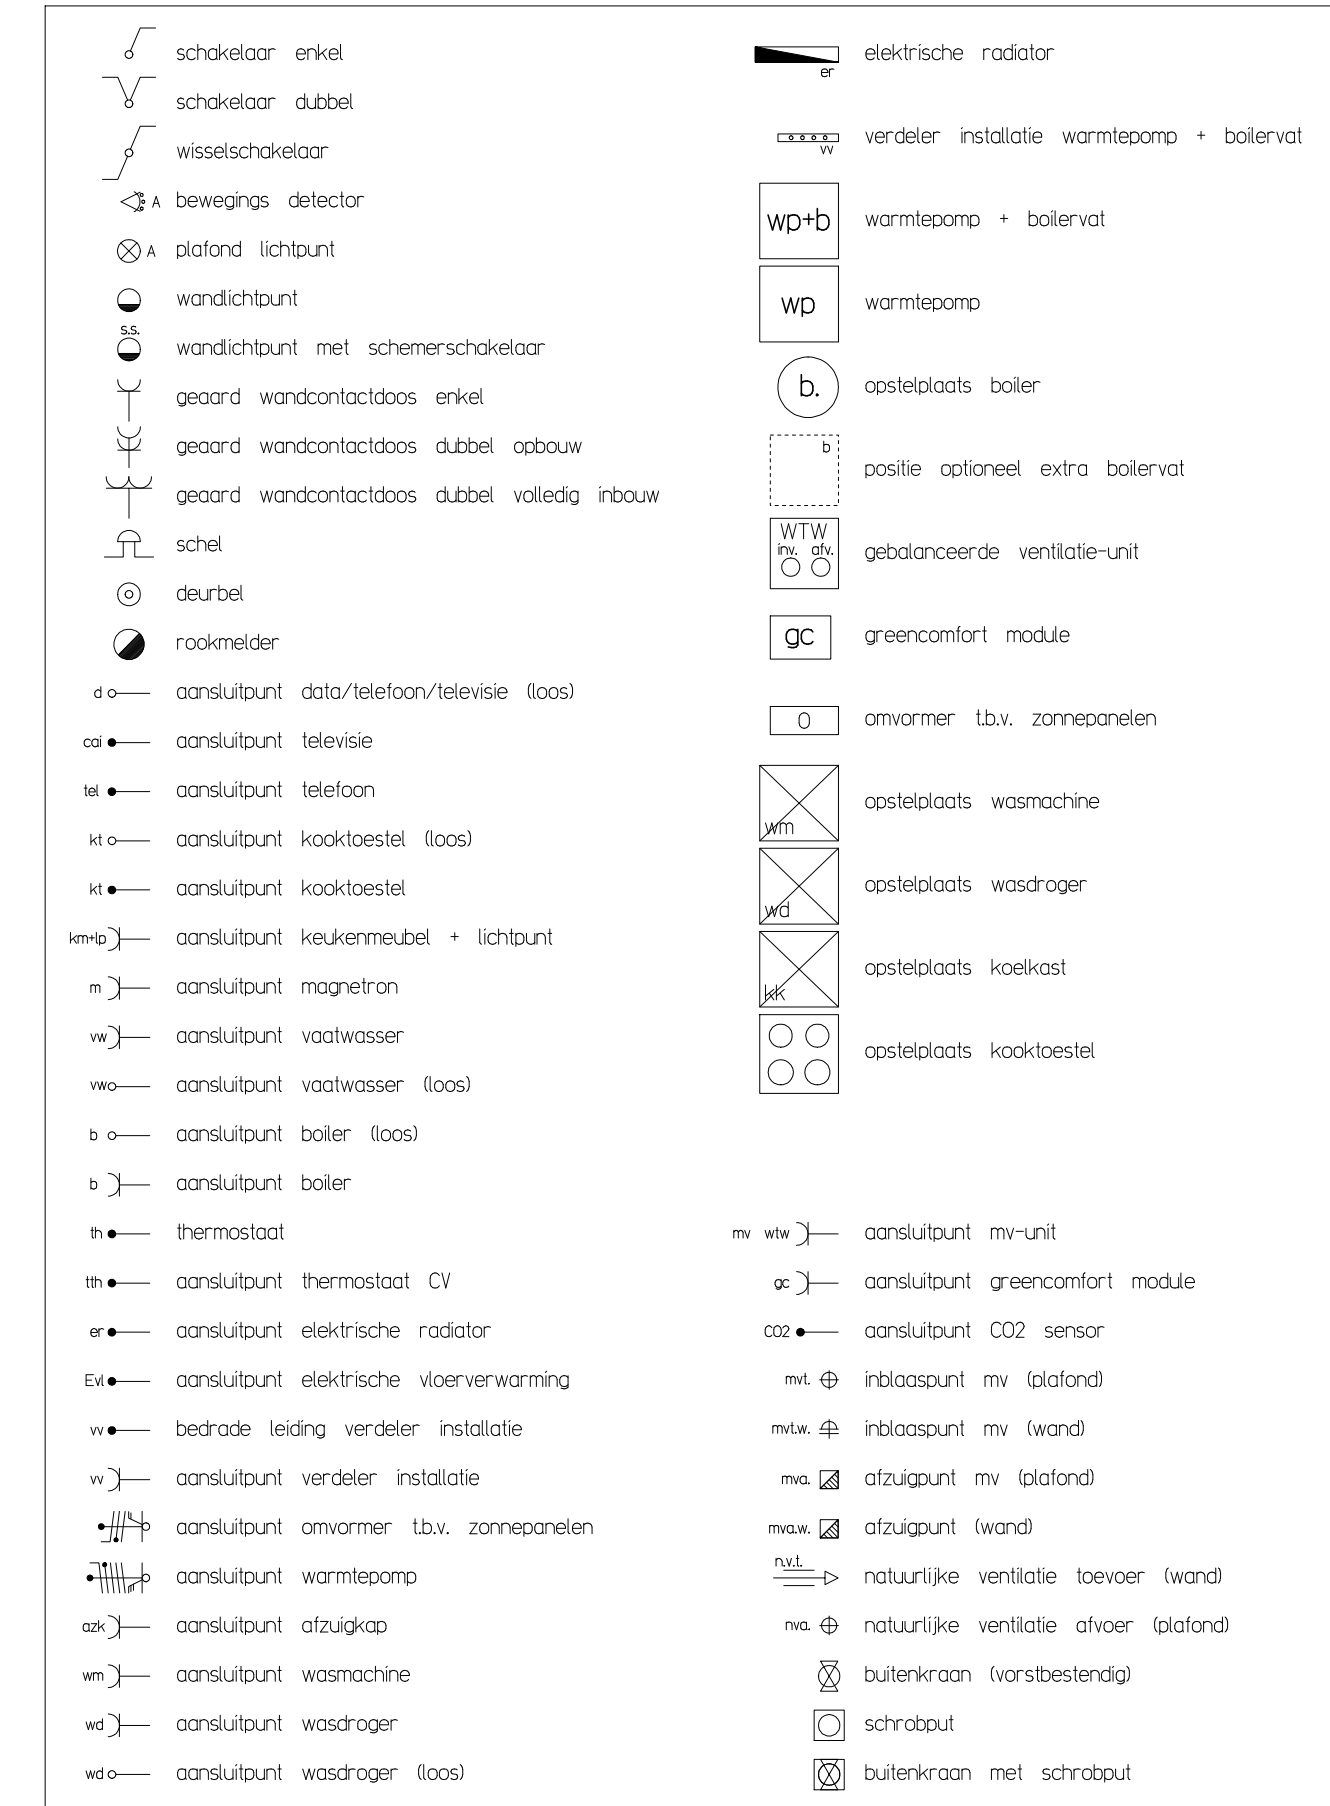 schakelaar enkel
schakelaar dubbel
wisselschakelaar
A bewegings detector
A plafond lichtpunt
wandlichtpunt
s.s.
wandlichtpunt met schemerschakelaar
geaard wandcontactdoos enkel
geaard wandcontactdoos dubbel opbouw
geaard wandcontactdoos dubbel volledig inbouw
schel
deurbel
rookmelder
d aansluitpunt data/telefoon/televisie (loos)
cai aansluitpunt televisie
tel aansluitpunt telefoon
kt aansluitpunt kooktoestel (loos)
kt aansluitpunt kooktoestel
km+lp aansluitpunt keukenmeubel + lichtpunt
m aansluitpunt magnetron
vw aansluitpunt vaatwasser
vw aansluitpunt vaatwasser (loos)
b aansluitpunt boiler (loos)
b aansluitpunt boiler
th thermostaat
tth aansluitpunt thermostaat CV
er aansluitpunt elektrische radiator
Evl aansluitpunt elektrische vloerverwarming
vv bedrade leiding verdeler installatie
vv aansluitpunt verdeler installatie
aansluitpunt omvormer t.b.v. zonnepanelen
aansluitpunt warmtepomp
azk aansluitpunt afzuigkap
wm aansluitpunt wasmachine
wd aansluitpunt wasdroger
wd aansluitpunt wasdroger (loos)
elektrische radiator
er
verdeler installatie warmtepomp + boilervat
vv
wp+b warmtepomp + boilervat
wp warmtepomp
b. opstelplaats boiler
b
positie optioneel extra boilervat
WTW
inv. afv.
gebalanceerde ventilatie-unit
gc greencomfort module
O omvormer t.b.v. zonnepanelen
opstelplaats wasmachine
wm
opstelplaats wasdroger
wd
opstelplaats koelkast
kk
opstelplaats kooktoestel
mv wtw aansluitpunt mv-unit
gc aansluitpunt greencomfort module
CO2 aansluitpunt CO2 sensor
mvt. inblaaspunt mv (plafond)
mvt.w. inblaaspunt mv (wand)
mva. afzuigpunt mv (plafond)
mva.w. afzuigpunt (wand)
n.v.t.
natuurlijke ventilatie toevoer (wand)
nva. natuurlijke ventilatie afvoer (plafond)
buitenkraan (vorstbestendig)
schrobput
buitenkraan met schrobput